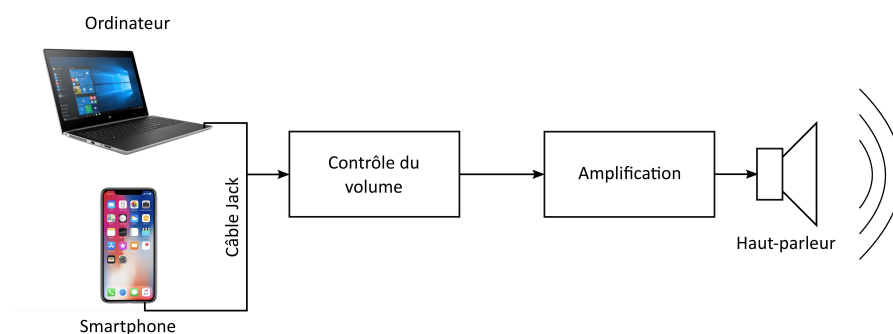 Ordinateur
Contrôle du
volume
Amplification
Câble Jack
Haut-parleur
Smartphone